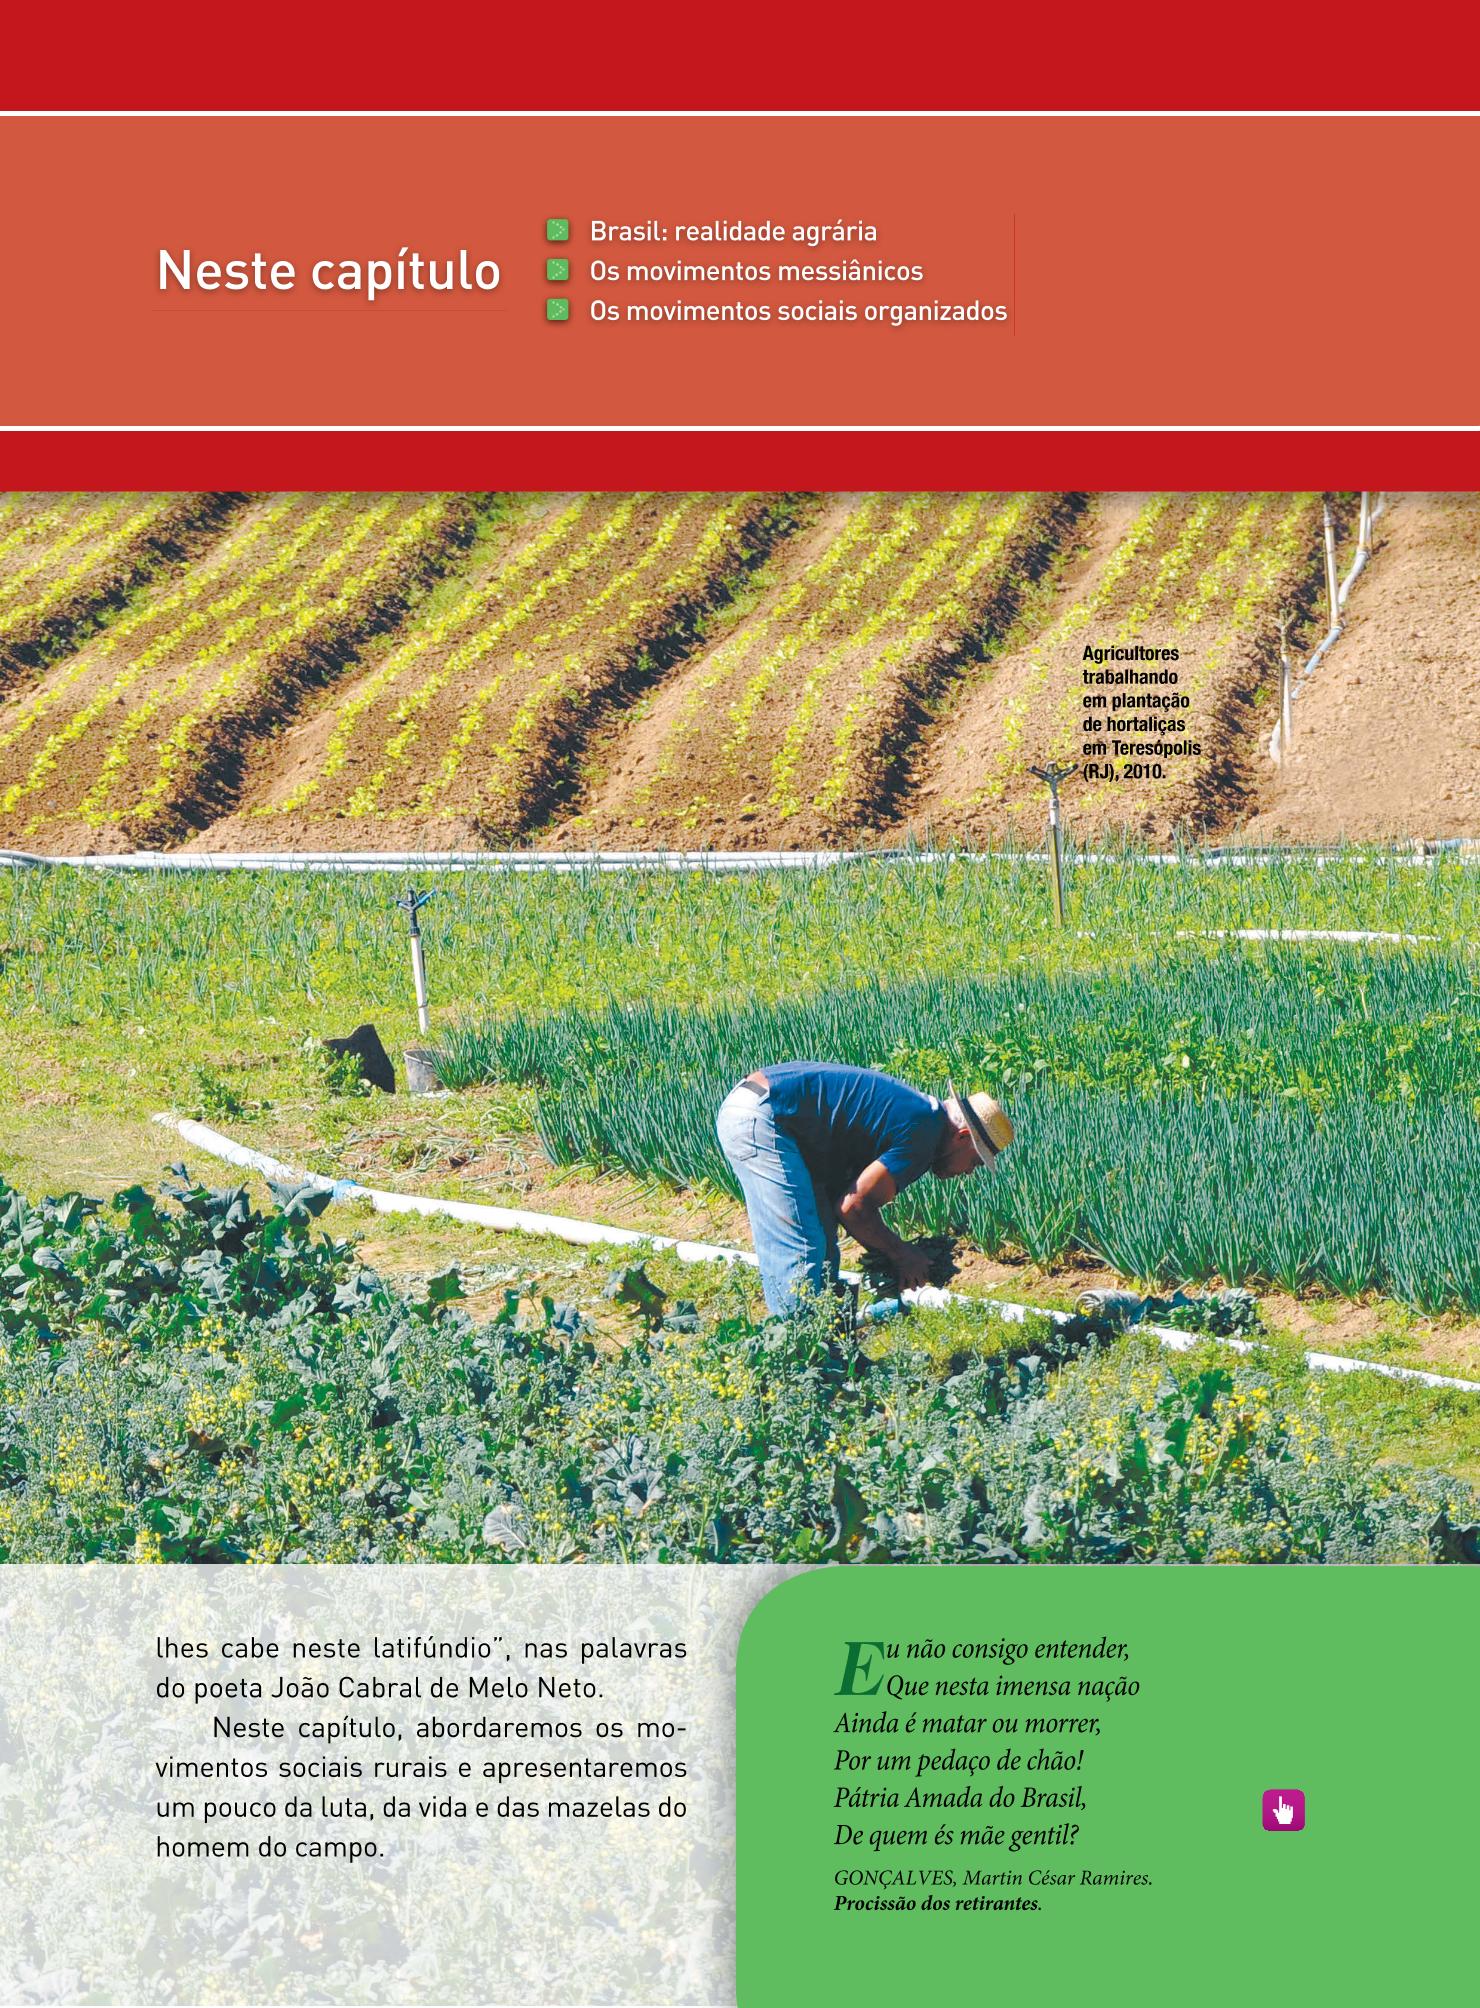 Neste capítulo
Brasil: realidade agrária
Os movimentos messiânicos
Os movimentos sociais organizados
Agricultores
trabalhando
em plantação
de hortaliças
em Teresópolis
(RJ), 2010.
lhes cabe neste latifúndio”, nas palavras
do poeta João Cabral de Melo Neto.
Neste capítulo, abordaremos os mo-
vimentos sociais rurais e apresentaremos
um pouco da luta, da vida e das mazelas do
homem do campo.
Eu não consigo entender,
Que nesta imensa nação
Ainda é matar ou morrer,
Por um pedaço de chão!
Pátria Amada do Brasil,
De quem és mãe gentil?
GONÇALVES, Martin César Ramires.
Procissão dos retirantes.